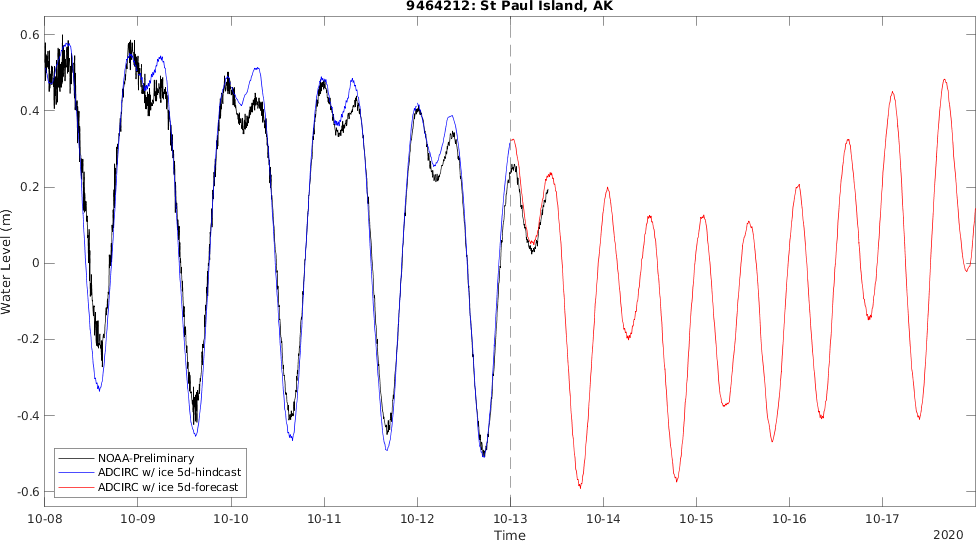 9464212: St Paul Island, AK
Water Level (m)
0.6
0.4
0.2
0
-0.2
-0.4
-0.6
NOAA-Preliminary
ADCIRC w/ ice 5d-hindcast
ADCIRC w/ ice 5d-forecast
10-08 10-09 10-10 10-11 10-12 10-13 10-14 10-15 10-16 10-17
Time
2020